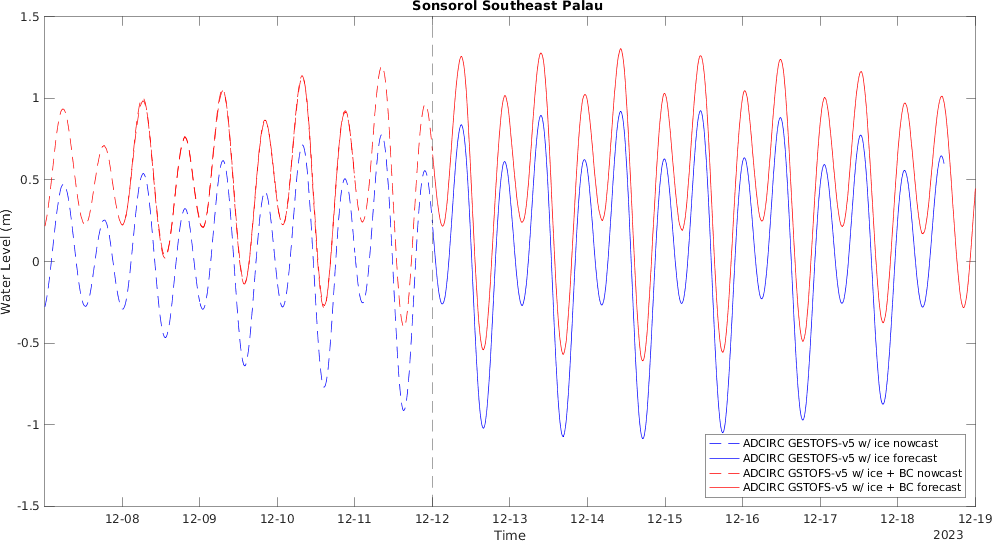 Sonsorol Southeast Palau
1.5
1
0.5
0
-0.5
-1
-1.5
Water Level (m)
12-08
12-09
12-10
12-11
12-12
12-13
12-14
12-15
12-16
12-17
12-18
12-19
Time
2023
ADCIRC GESTOFS-v5 w/ ice nowcast
ADCIRC GESTOFS-v5 w/ ice forecast
ADCIRC GSTOFS-v5 w/ ice + BC nowcast
ADCIRC GSTOFS-v5 w/ ice + BC forecast